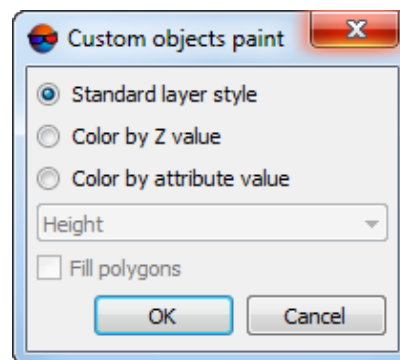 Custom objects paint
Standard layer style
Color by Z value
Color by attribute value
Height
Fill polygons
OK Cancel